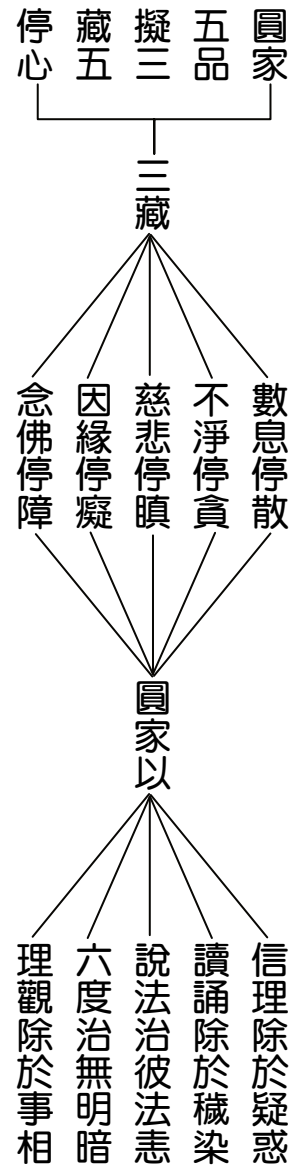 圓家
五品
擬三
藏五
停心
三藏
數息停散
不淨停貪
慈悲停瞋
因緣停癡
念佛停障
圓家以
信理除於疑惑
讀誦除於穢染
說法治彼法恚
六度治無明暗
理觀除於事相